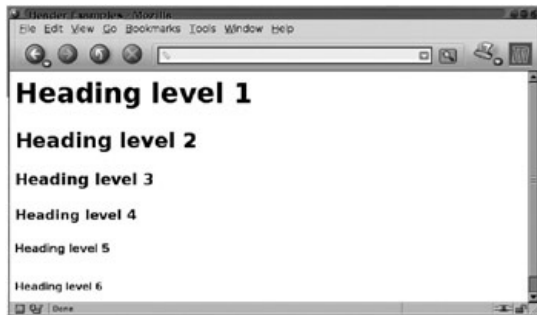 Header Examples - Mozilla
File Edit View Go Bookmarks Tools Window Help
Heading level 1
Heading level 2
Heading level 3
Heading level 4
Heading level 5
Heading level 6
Done